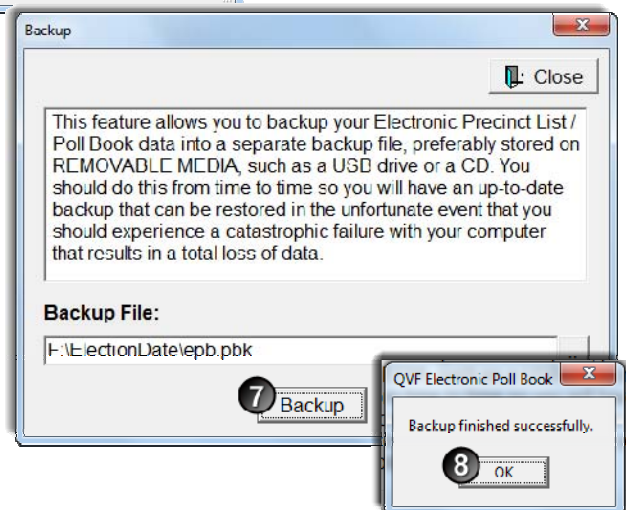 Backup
Close
This feature allows you to backup your Electronic Precinct List /
Poll Book data into a separate backup file, preferably stored on
REMOVABLE MEDIA, such as a USB drive or a CD. You
should do this from time to time so you will have an up-to-date
backup that can be restored in the unfortunate event that you
should experience a catastrophic failure with your computer
that results in a total loss of data.
Backup File:
F:\ElectionDate\epb.pbk
7 Backup
QVF Electronic Poll Book
Backup finished successfully.
8 OK